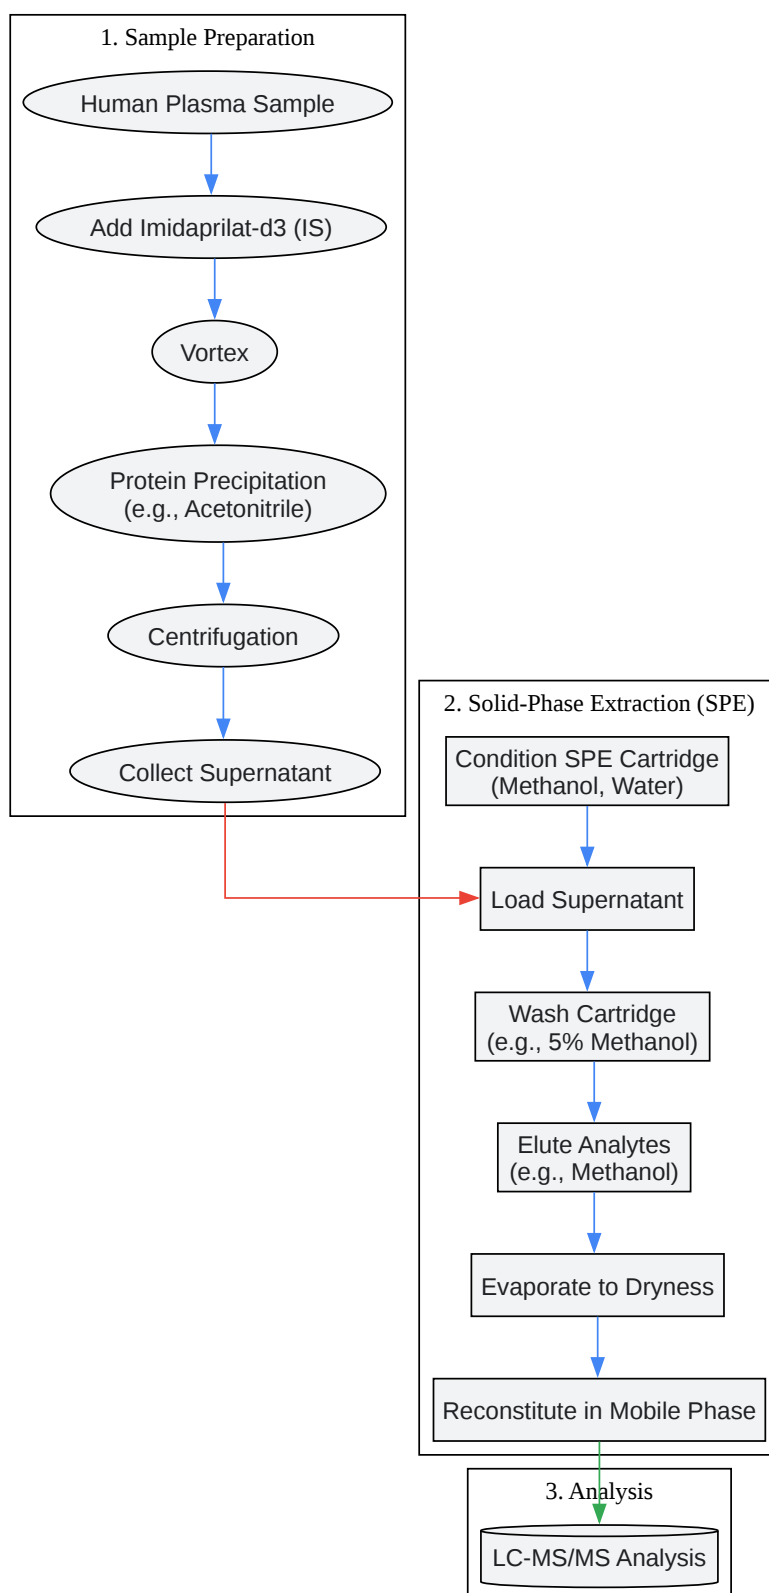 1. Sample Preparation
Human Plasma Sample
Add Imidaprilat-d3 (IS)
Vortex
Protein Precipitation
(e.g., Acetonitrile)
Centrifugation
Collect Supernatant
2. Solid-Phase Extraction (SPE)
Condition SPE Cartridge
(Methanol, Water)
Load Supernatant
Wash Cartridge
(e.g., 5% Methanol)
Elute Analytes
(e.g., Methanol)
Evaporate to Dryness
Reconstitute in Mobile Phase
3. Analysis
LC-MS/MS Analysis